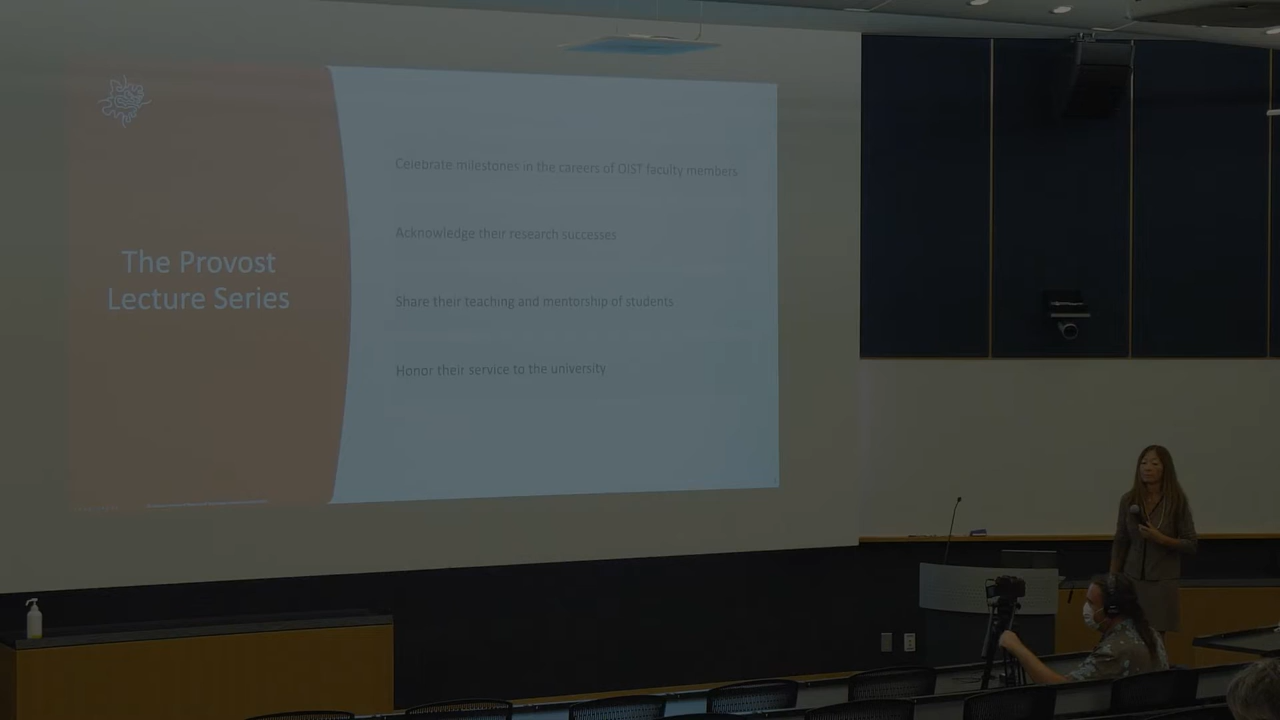 The Provost
Lecture Series
Celebrate milestones in the careers of OIST faculty members
Acknowledge their research successes
Share their teaching and mentorship of students
Honor their service to the university